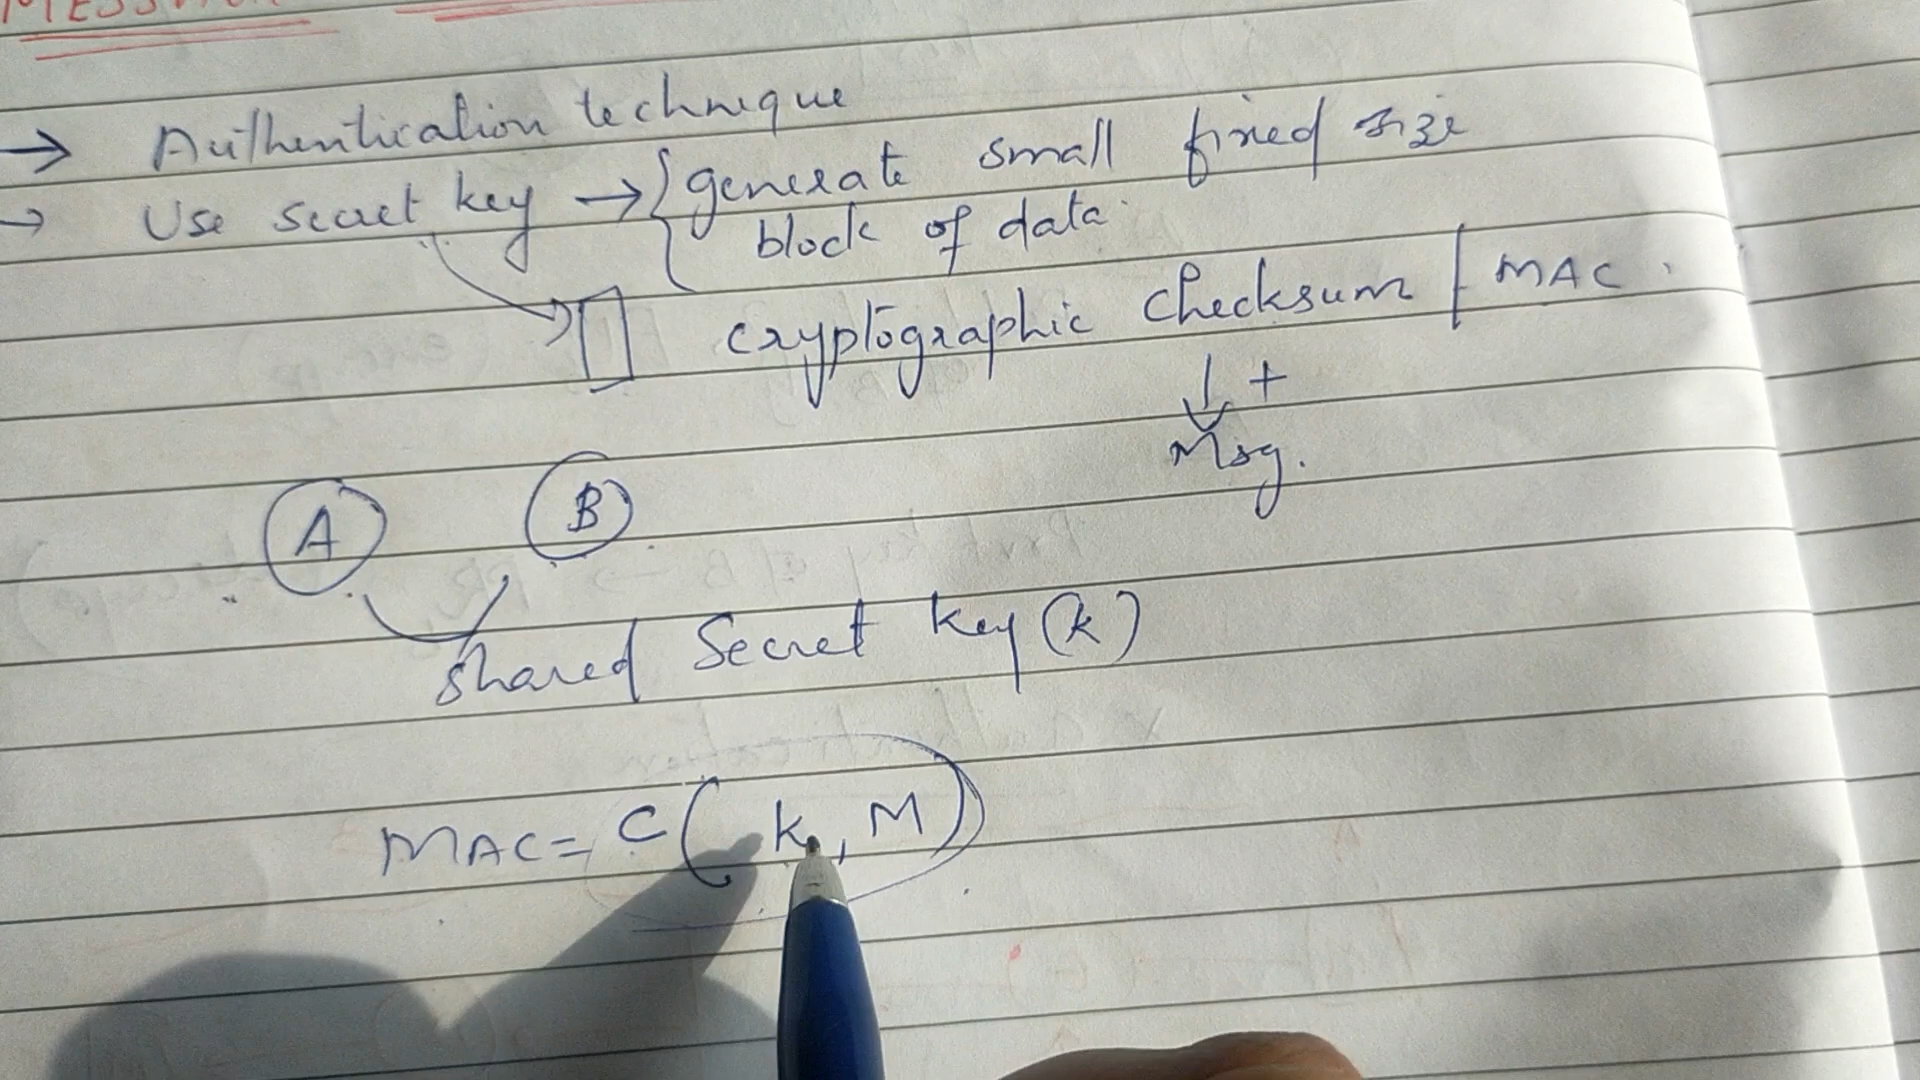 → Authentication technique
→ Use secret key → { generate small fixed size
block of data.
cryptographic checksum / MAC.
↓ +
Msg.
A B
shared Secret key (k)
MAC = C ( k, M )